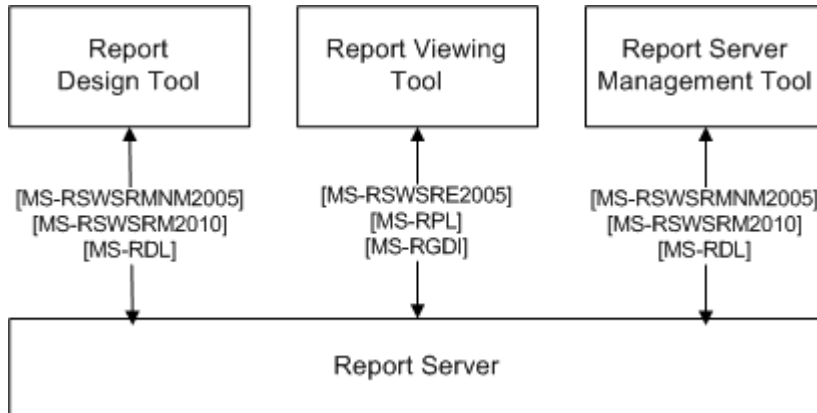 Report
Design Tool
Report Viewing
Tool
Report Server
Management Tool
[MS-RSWSRMNM2005]
[MS-RSWSRM2010]
[MS-RDL]
[MS-RSWSRE2005]
[MS-RPL]
[MS-RGDI]
[MS-RSWSRMNM2005]
[MS-RSWSRM2010]
[MS-RDL]
Report Server